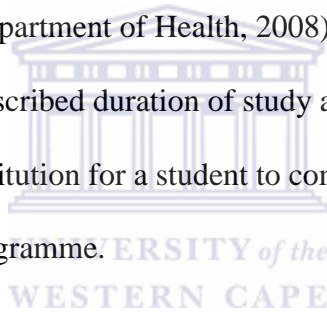 partment of Health, 2008)
scribed duration of study a
itution for a student to con
gramme.
UNIVERSITY of the
WESTERN CAPE